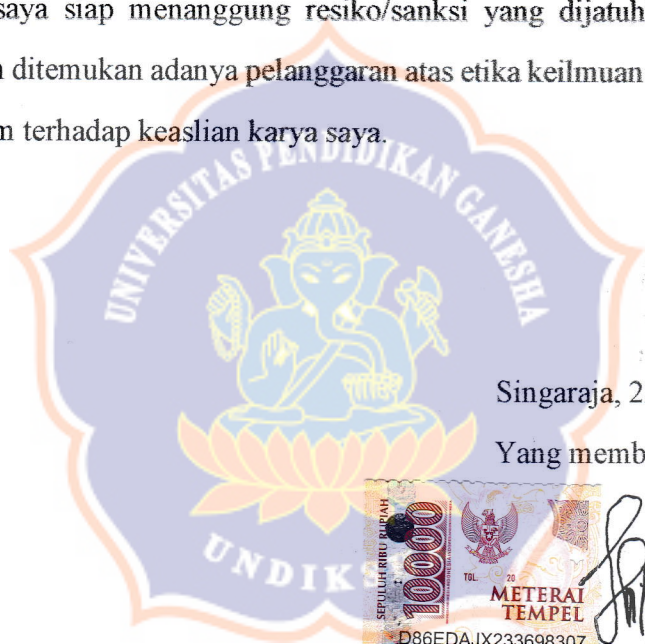 saya siap menanggung resiko/sanksi yang dijatuh
ditemukan adanya pelanggaran atas etika keilmuan
terhadap keaslian karya saya.
UNIVERSITAS PENDIDIKAN GANESHA
Singaraja, 2
Yang memb
UNDIKS
SEPULUH RIBU RUPIAH
10000
TGL. 20
METERAI
TEMPEL
D86EDAJX233698307